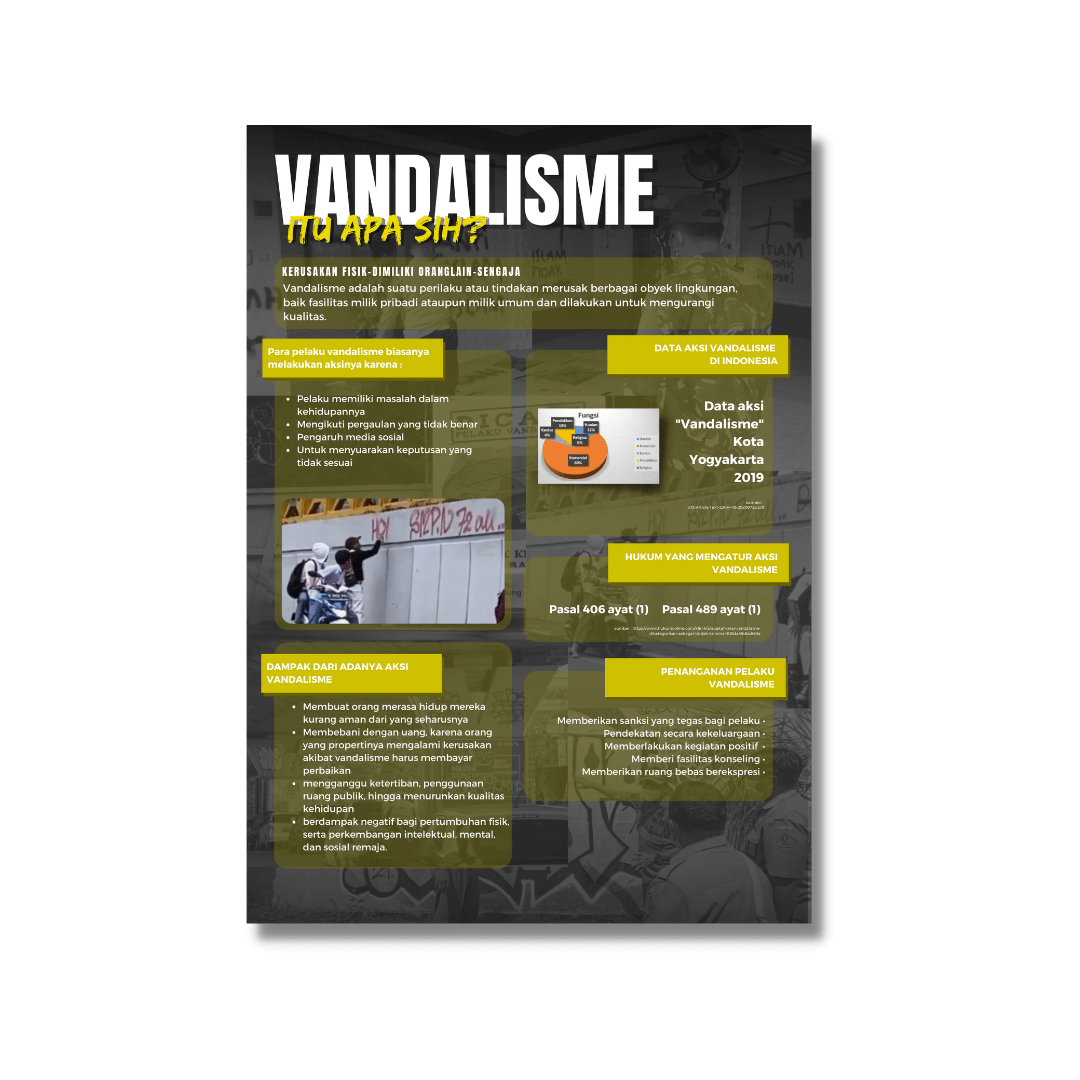 VANDALISME
ITU APA SIH?
KERUSAKAN FISIK-DIMILIKI ORANGLAIN-SENGAJA
Vandalisme adalah suatu perilaku atau tindakan merusak berbagai obyek lingkungan,
baik fasilitas milik pribadi ataupun milik umum dan dilakukan untuk mengurangi
kualitas.
Para pelaku vandalisme biasanya
melakukan aksinya karena :
• Pelaku memiliki masalah dalam
kehidupannya
• Mengikuti pergaulan yang tidak benar
• Pengaruh media sosial
• Untuk menyuarakan keputusan yang
tidak sesuai
HOI SMPN 72 all..
DAMPAK DARI ADANYA AKSI
VANDALISME
• Membuat orang merasa hidup mereka
kurang aman dari yang seharusnya
• Membebani dengan uang, karena orang
yang propertinya mengalami kerusakan
akibat vandalisme harus membayar
perbaikan
• mengganggu ketertiban, penggunaan
ruang publik, hingga menurunkan kualitas
kehidupan
• berdampak negatif bagi pertumbuhan fisik,
serta perkembangan intelektual, mental,
dan sosial remaja.
DATA AKSI VANDALISME
DI INDONESIA
Fungsi
Pendidikan
13%
Hunian
Kantor
Religius
Komersial
Data aksi
"Vandalisme"
Kota
Yogyakarta
2019
HUKUM YANG MENGATUR AKSI
VANDALISME
Pasal 406 ayat (1) Pasal 489 ayat (1)
PENANGANAN PELAKU
VANDALISME
Memberikan sanksi yang tegas bagi pelaku •
Pendekatan secara kekeluargaan •
Memberlakukan kegiatan positif •
Memberi fasilitas konseling •
Memberikan ruang bebas berekspresi •
ISLAM
TIDAK